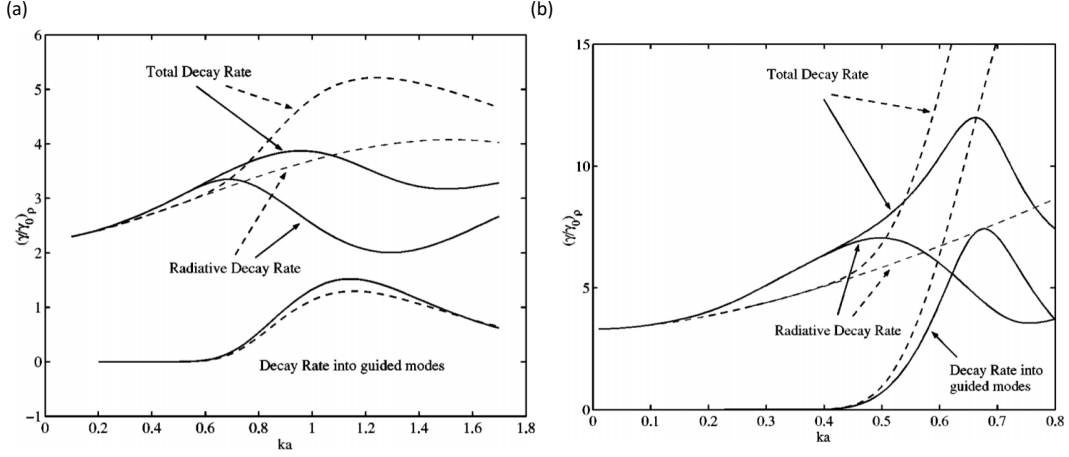 (a)
6
5
4
3
2
1
0
−1
(γ/γ0)ρ
Total Decay Rate
Radiative Decay Rate
Decay Rate into guided modes
0 0.2 0.4 0.6 0.8 1 1.2 1.4 1.6 1.8
ka
(b)
15
10
5
0
(γ/γ0)ρ
Total Decay Rate
Radiative Decay Rate
Decay Rate into
guided modes
0 0.1 0.2 0.3 0.4 0.5 0.6 0.7 0.8
ka